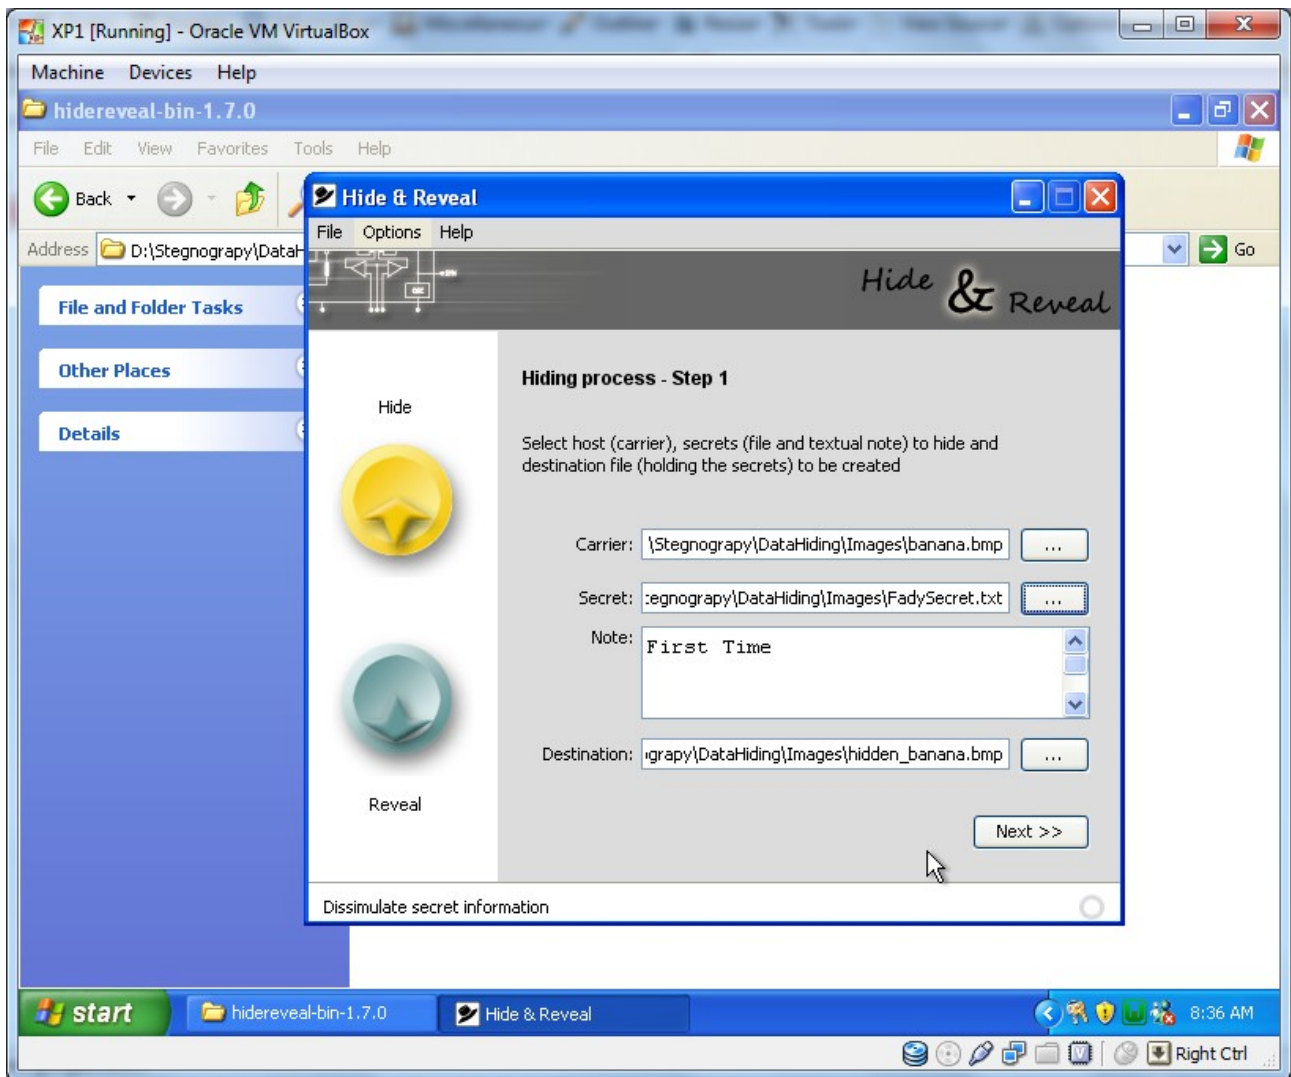 XP1 [Running] - Oracle VM VirtualBox
Machine Devices Help
hidereveal-bin-1.7.0
File Edit View Favorites Tools Help
Back
Address D:\Stegnograpy\DataH
Go
File and Folder Tasks
Other Places
Details
Hide & Reveal
File Options Help
Hide & Reveal
Hide
Reveal
Hiding process - Step 1
Select host (carrier), secrets (file and textual note) to hide and
destination file (holding the secrets) to be created
Carrier: \Stegnograpy\DataHiding\Images\banana.bmp ...
Secret: :egnograpy\DataHiding\Images\FadySecret.txt ...
Note: First Time
Destination: ograpy\DataHiding\Images\hidden_banana.bmp ...
Next >>
Dissimulate secret information
start hidereveal-bin-1.7.0 Hide & Reveal 8:36 AM
Right Ctrl